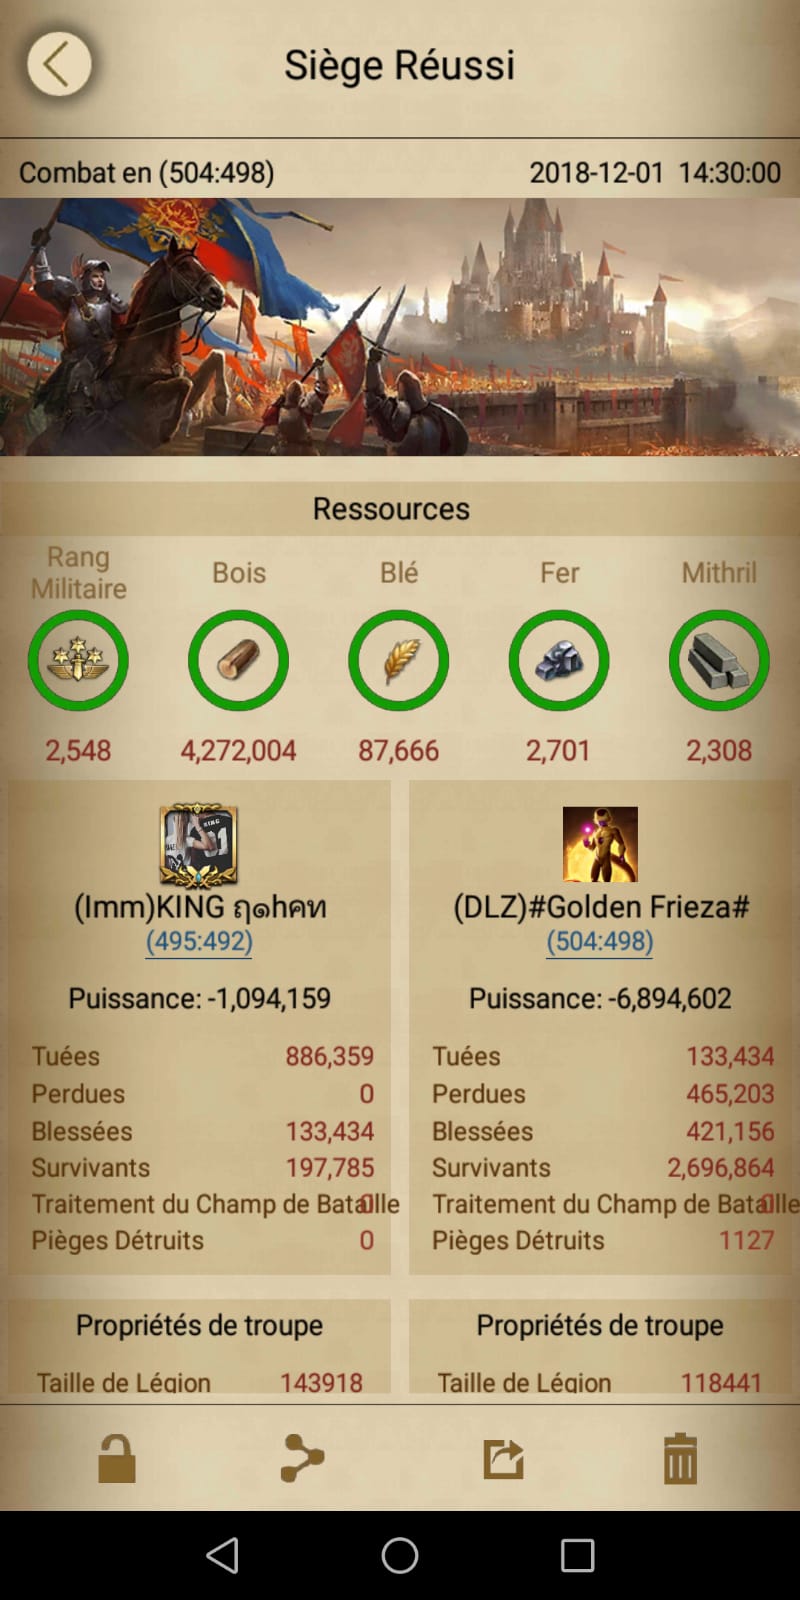 Siège Réussi
Combat en (504:498) 2018-12-01 14:30:00
Ressources
Rang Militaire Bois Blé Fer Mithril
2,548 4,272,004 87,666 2,701 2,308
(Imm)KING ฦ๑hคท (DLZ)#Golden Frieza#
(495:492) (504:498)
Puissance: -1,094,159 Puissance: -6,894,602
Tuées 886,359 Tuées 133,434
Perdues 0 Perdues 465,203
Blessées 133,434 Blessées 421,156
Survivants 197,785 Survivants 2,696,864
Traitement du Champ de Bataille 0 Traitement du Champ de Bataille 0
Pièges Détruits 0 Pièges Détruits 1127
Propriétés de troupe Propriétés de troupe
Taille de Légion 143918 Taille de Légion 118441